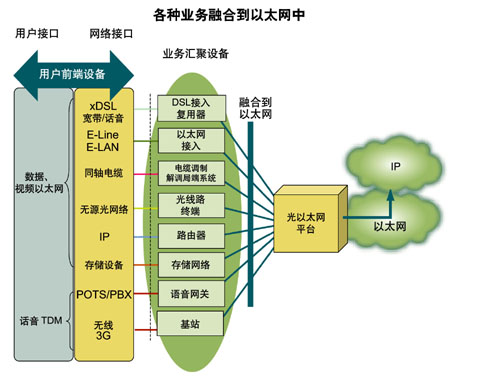 各种业务融合到以太网中
用户接口
网络接口
业务汇聚设备
用户前端设备
融合到
以太网
数据、
视频以太网
话音 TDM
xDSL
宽带/话音
E-Line
E-LAN
同轴电缆
无源光网络
IP
存储设备
POTS/PBX
无线
3G
DSL接入
复用器
以太网
接入
电缆调制
解调局端系统
光线路
终端
路由器
存储网络
语音网关
基站
光以太网
平台
IP
以太网